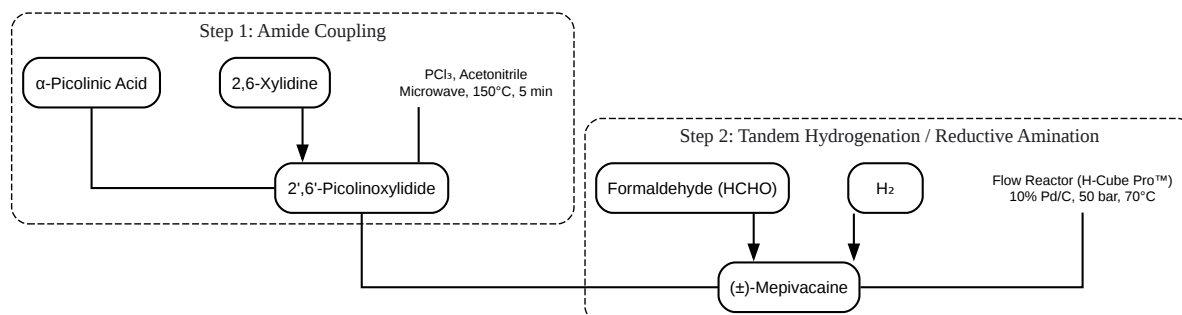 Step 1: Amide Coupling
α-Picolinic Acid
2,6-Xylidine
PCl₃, Acetonitrile
Microwave, 150°C, 5 min
2',6'-Picolinoxylidide
Step 2: Tandem Hydrogenation / Reductive Amination
Formaldehyde (HCHO)
H₂
Flow Reactor (H-Cube Pro™)
10% Pd/C, 50 bar, 70°C
(±)-Mepivacaine